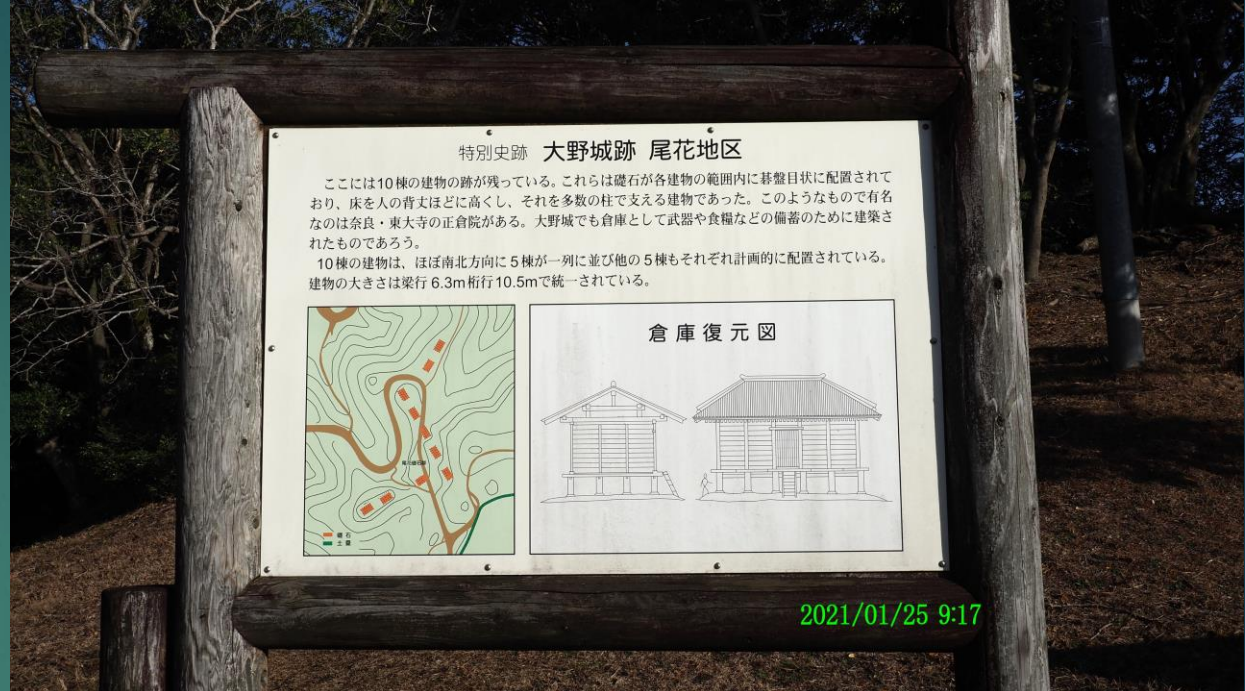 特別史跡 大野城跡 尾花地区
ここには10棟の建物の跡が残っている。これらは礎石が各建物の範囲内に碁盤目状に配置されて
おり、床を人の背丈ほどに高くし、それを多数の柱で支える建物であった。このようなもので有名
なのは奈良・東大寺の正倉院がある。大野城でも倉庫として武器や食糧などの備蓄のために建築さ
れたものであろう。
10棟の建物は、ほぼ南北方向に5棟が一列に並び他の5棟もそれぞれ計画的に配置されている。
建物の大きさは梁行6.3m桁行10.5mで統一されている。
倉庫復元図
礎石
土塁
2021/01/25 9:17